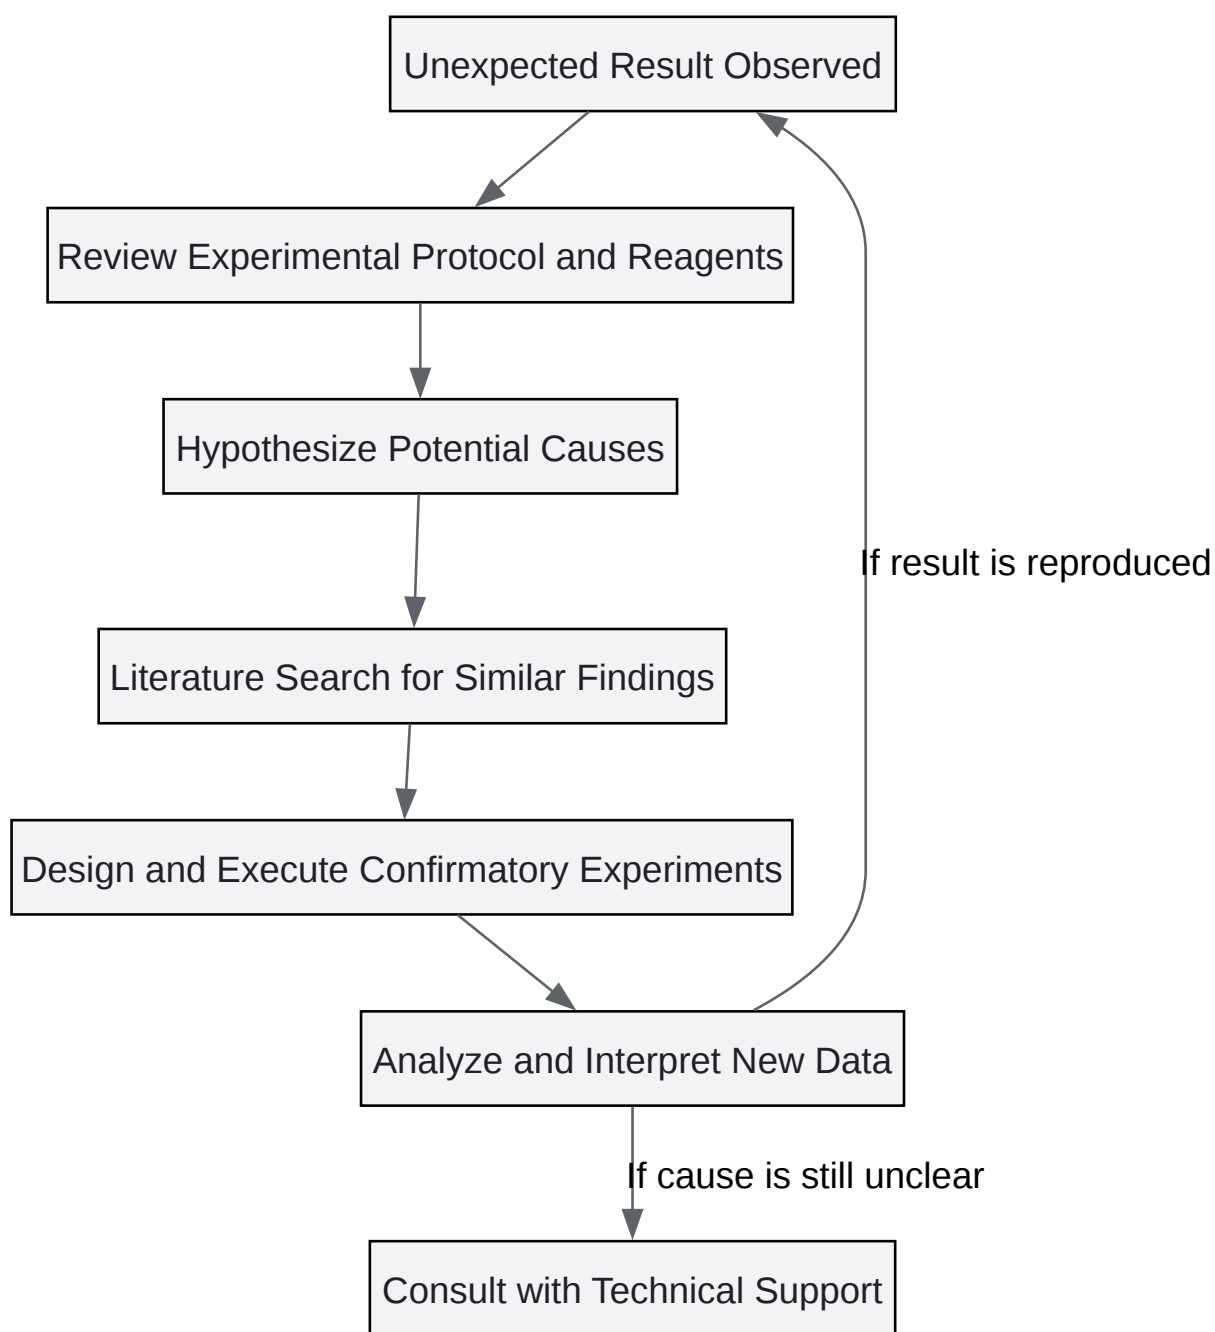 Unexpected Result Observed
Review Experimental Protocol and Reagents
Hypothesize Potential Causes
If result is reproduced
Literature Search for Similar Findings
Design and Execute Confirmatory Experiments
Analyze and Interpret New Data
If cause is still unclear
Consult with Technical Support